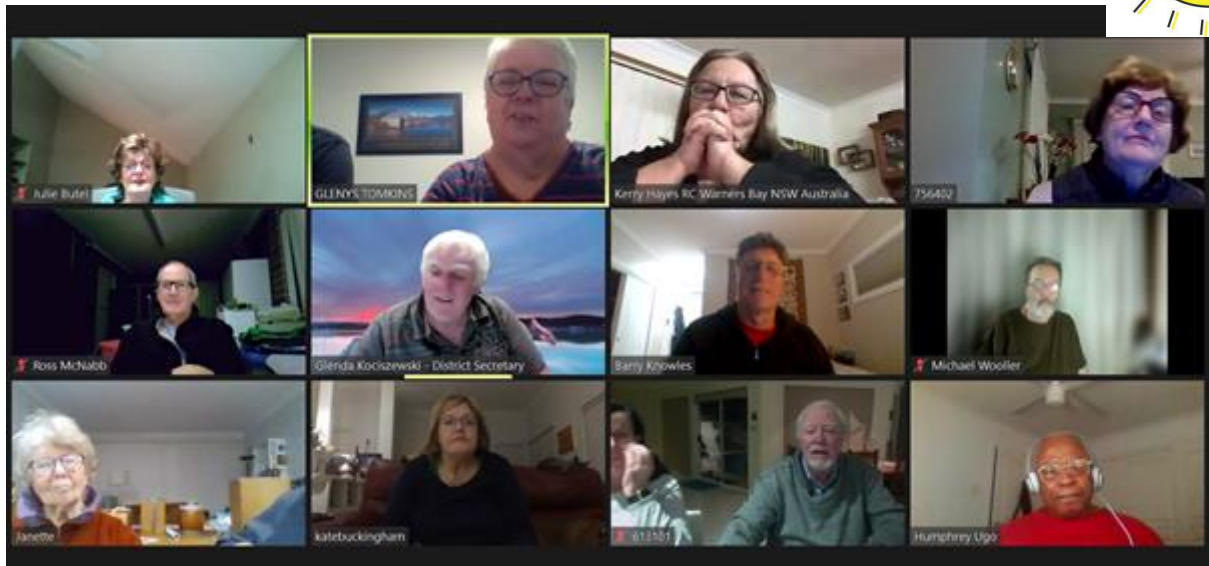 Julie Butel
GLENYS TOMKINS
Kerry Hayes RC Warners Bay NSW Australia
756402
Ross McNabb
Glenda Kociszewski - District Secretary
Barry Knowles
Michael Wooller
Janette
katebuckingham
613101
Humphrey Ugo